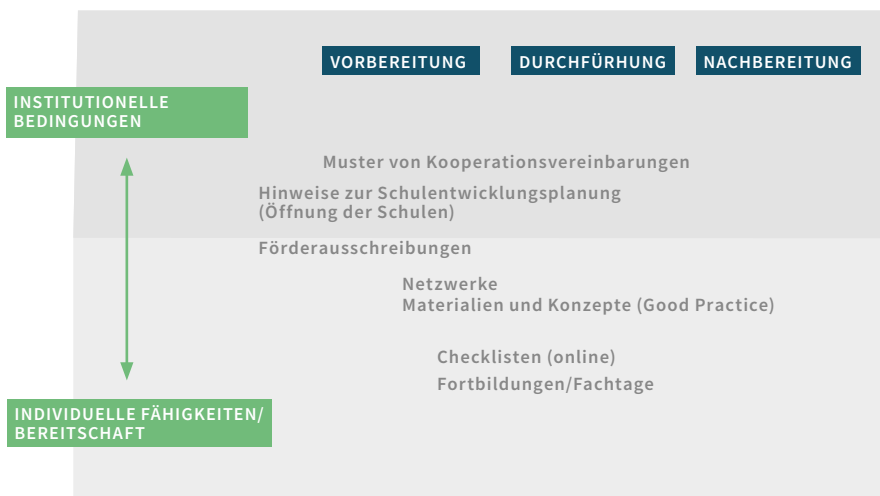 VORBEREITUNG
DURCHFÜRHUNG
NACHBEREITUNG
INSTITUTIONELLE
BEDINGUNGEN
Muster von Kooperationsvereinbarungen
Hinweise zur Schulentwicklungsplanung
(Öffnung der Schulen)
Förderausschreibungen
Netzwerke
Materialien und Konzepte (Good Practice)
Checklisten (online)
Fortbildungen/Fachtage
INDIVIDUELLE FÄHIGKEITEN/
BEREITSCHAFT